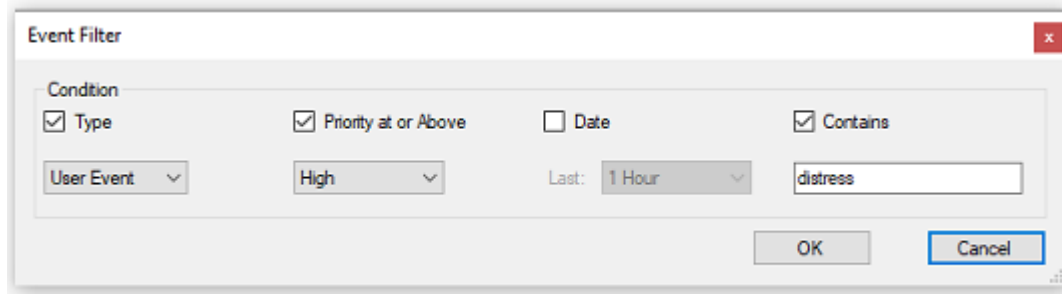 Event Filter
x
Condition
Type
Priority at or Above
Date
Contains
User Event
High
Last: 1 Hour
distress
OK
Cancel